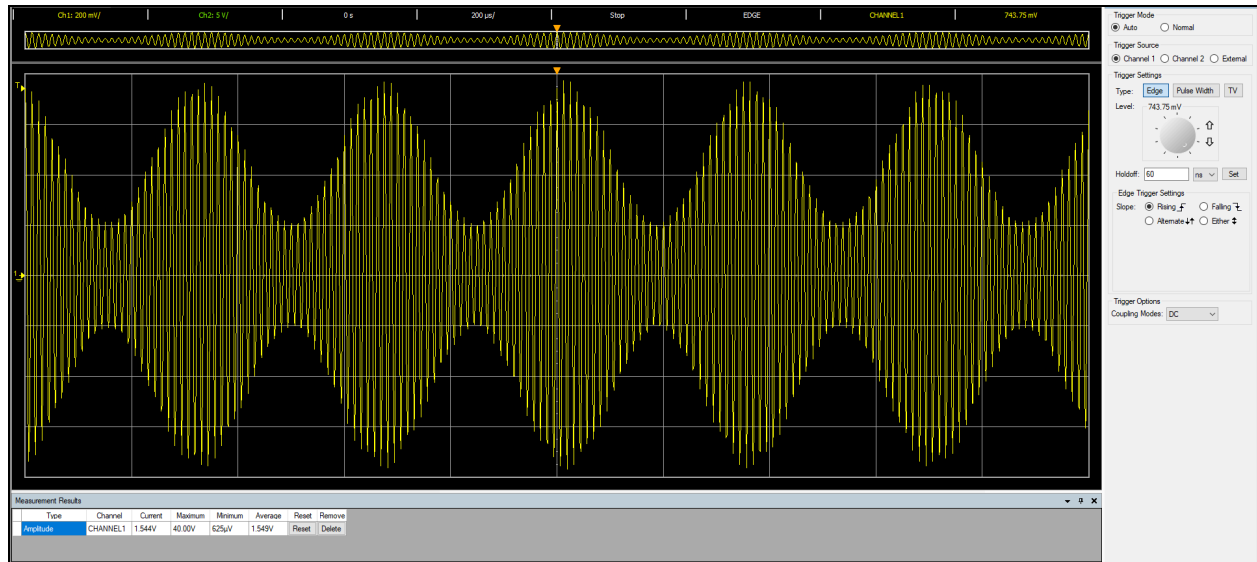 Ch1: 200 mV/ Ch2: 5 V/ 0 s 200 µs/ Stop EDGE CHANNEL1 743.75 mV
T
1
Trigger Mode
Auto Normal
Trigger Source
Channel 1 Channel 2 External
Trigger Settings
Type: Edge Pulse Width TV
Level: 743.75 mV
Holdoff: 60 ns Set
Edge Trigger Settings
Slope: Rising Falling
Alternate Either
Trigger Options
Coupling Modes: DC
Measurement Results
Type Channel Current Maximum Minimum Average Reset Remove
Amplitude CHANNEL1 1.544V 40.00V 625µV 1.549V Reset Delete